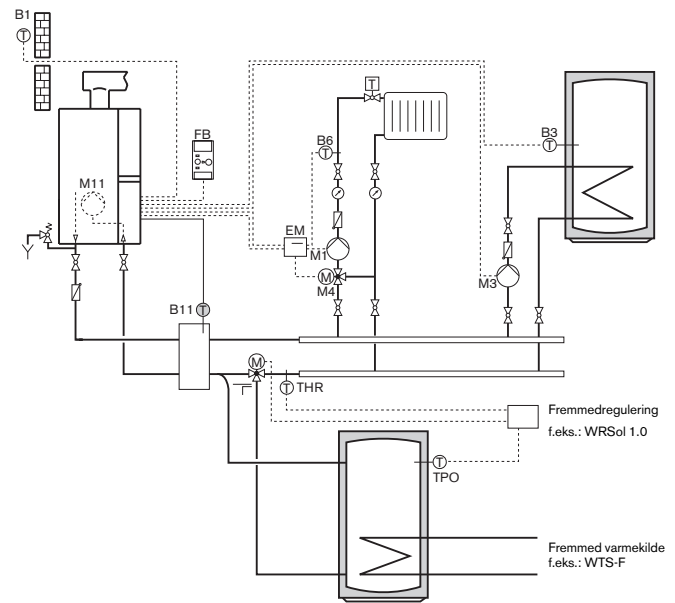 B1
T
FB
M11
T
B6
T
B3
T
EM
M1
M
M4
M3
B11
T
M
T THR
Fremmedregulering
f.eks.: WRSol 1.0
T
TPO
Fremmed varmekilde
f.eks.: WTS-F